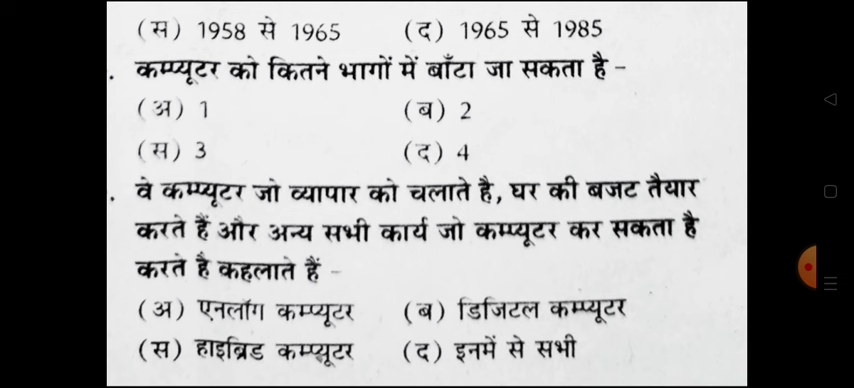 (स) 1958 से 1965 (द) 1965 से 1985
. कम्प्यूटर को कितने भागों में बाँटा जा सकता है -
(अ) 1 (ब) 2
(स) 3 (द) 4
. वे कम्प्यूटर जो व्यापार को चलाते है, घर की बजट तैयार
करते हैं और अन्य सभी कार्य जो कम्प्यूटर कर सकता है
करते है कहलाते हैं -
(अ) एनलॉग कम्प्यूटर (ब) डिजिटल कम्प्यूटर
(स) हाइब्रिड कम्प्यूटर (द) इनमें से सभी